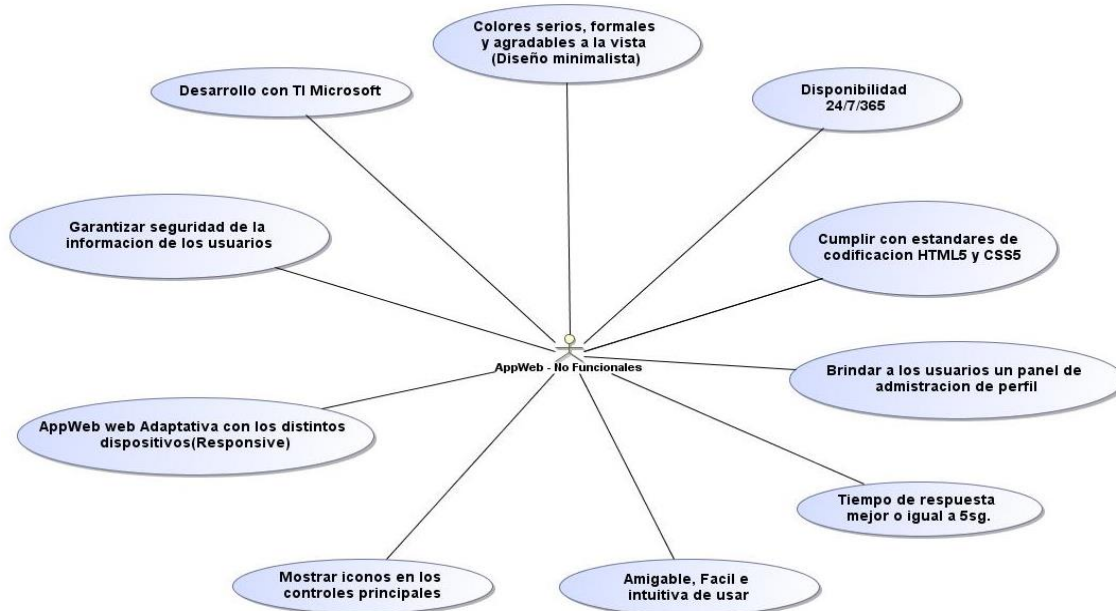 Colores serios, formales
y agradables a la vista
(Diseño minimalista)
Desarrollo con TI Microsoft
Disponibilidad
24/7/365
Garantizar seguridad de la
informacion de los usuarios
Cumplir con estandares de
codificacion HTML5 y CSS5
AppWeb - No Funcionales
Brindar a los usuarios un panel de
admistracion de perfil
AppWeb web Adaptativa con los distintos
dispositivos(Responsive)
Tiempo de respuesta
mejor o igual a 5sg.
Mostrar iconos en los
controles principales
Amigable, Facil e
intuitiva de usar